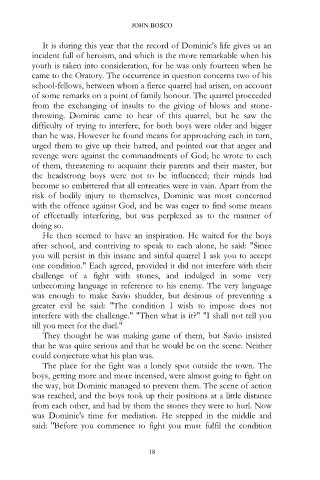 JOHN BOSCO
It is during this year that the record of Dominic's life gives us an
incident full of heroism, and which is the more remarkable when his
youth is taken into consideration, for he was only fourteen when he
came to the Oratory. The occurrence in question concerns two of his
school-fellows, between whom a fierce quarrel had arisen, on account
of some remarks on a point of family honour. The quarrel proceeded
from the exchanging of insults to the giving of blows and stone-
throwing. Dominic came to hear of this quarrel, but he saw the
difficulty of trying to interfere, for both boys were older and bigger
than he was. However he found means for approaching each in turn,
urged them to give up their hatred, and pointed out that anger and
revenge were against the commandments of God; he wrote to each
of them, threatening to acquaint their parents and their master, but
the headstrong boys were not to be influenced; their minds had
become so embittered that all entreaties were in vain. Apart from the
risk of bodily injury to themselves, Dominic was most concerned
with the offence against God, and he was eager to find some means
of effectually interfering, but was perplexed as to the manner of
doing so.
He then seemed to have an inspiration. He waited for the boys
after school, and contriving to speak to each alone, he said: "Since
you will persist in this insane and sinful quarrel I ask you to accept
one condition." Each agreed, provided it did not interfere with their
challenge of a fight with stones, and indulged in some very
unbecoming language in reference to his enemy. The very language
was enough to make Savio shudder, but desirous of preventing a
greater evil he said: "The condition I wish to impose does not
interfere with the challenge." "Then what is it?" "I shall not tell you
till you meet for the duel."
They thought he was making game of them, but Savio insisted
that he was quite serious and that he would be on the scene. Neither
could conjecture what his plan was.
The place for the fight was a lonely spot outside the town. The
boys, getting more and more incensed, were almost going to fight on
the way, but Dominic managed to prevent them. The scene of action
was reached, and the boys took up their positions at a little distance
from each other, and had by them the stones they were to hurl. Now
was Dominic's time for mediation. He stepped in the middle and
said: "Before you commence to fight you must fulfil the condition
18